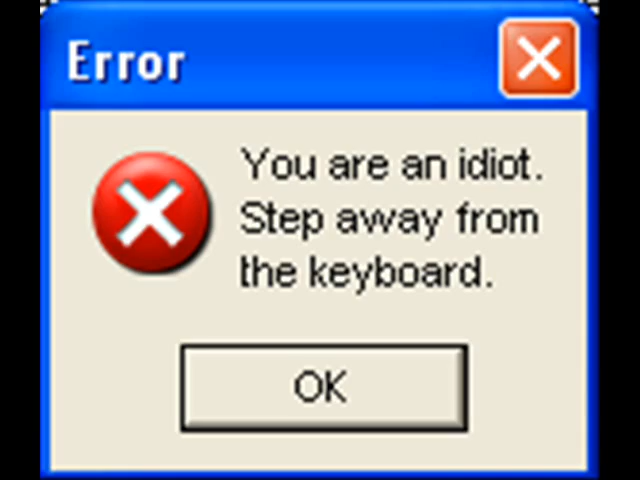 Error
You are an idiot.
Step away from
the keyboard.
OK